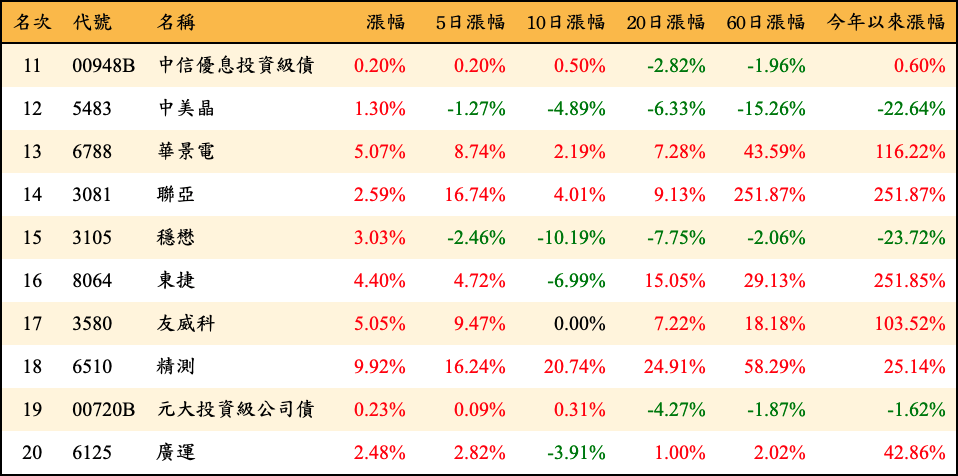 名次 代號 名稱 漲幅 5日漲幅 10日漲幅 20日漲幅 60日漲幅 今年以來漲幅
11 00948B 中信優息投資級債 0.20% 0.20% 0.50% -2.82% -1.96% 0.60%
12 5483 中美晶 1.30% -1.27% -4.89% -6.33% -15.26% -22.64%
13 6788 華景電 5.07% 8.74% 2.19% 7.28% 43.59% 116.22%
14 3081 聯亞 2.59% 16.74% 4.01% 9.13% 251.87% 251.87%
15 3105 穩懋 3.03% -2.46% -10.19% -7.75% -2.06% -23.72%
16 8064 東捷 4.40% 4.72% -6.99% 15.05% 29.13% 251.85%
17 3580 友威科 5.05% 9.47% 0.00% 7.22% 18.18% 103.52%
18 6510 精測 9.92% 16.24% 20.74% 24.91% 58.29% 25.14%
19 00720B 元大投資級公司債 0.23% 0.09% 0.31% -4.27% -1.87% -1.62%
20 6125 廣運 2.48% 2.82% -3.91% 1.00% 2.02% 42.86%